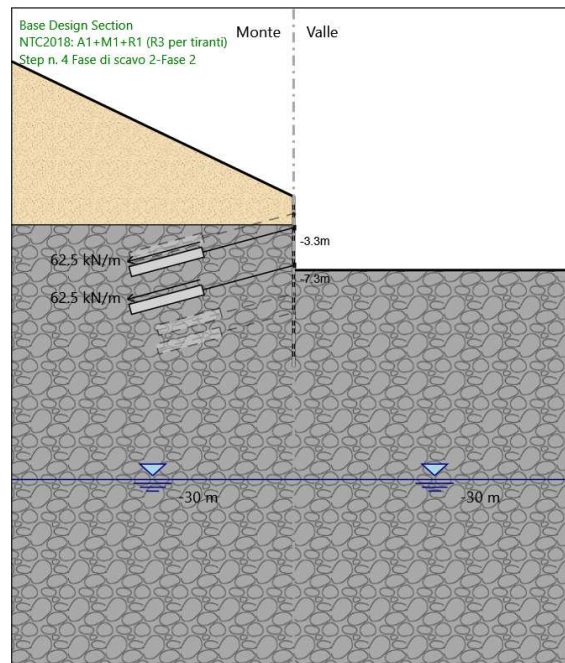 Base Design Section
NTC2018: A1+M1+R1 (R3 per tiranti)
Step n. 4 Fase di scavo 2-Fase 2
Monte
Valle
-3.3m
62.5 kN/m
-7.3m
62.5 kN/m
-30 m
-30 m